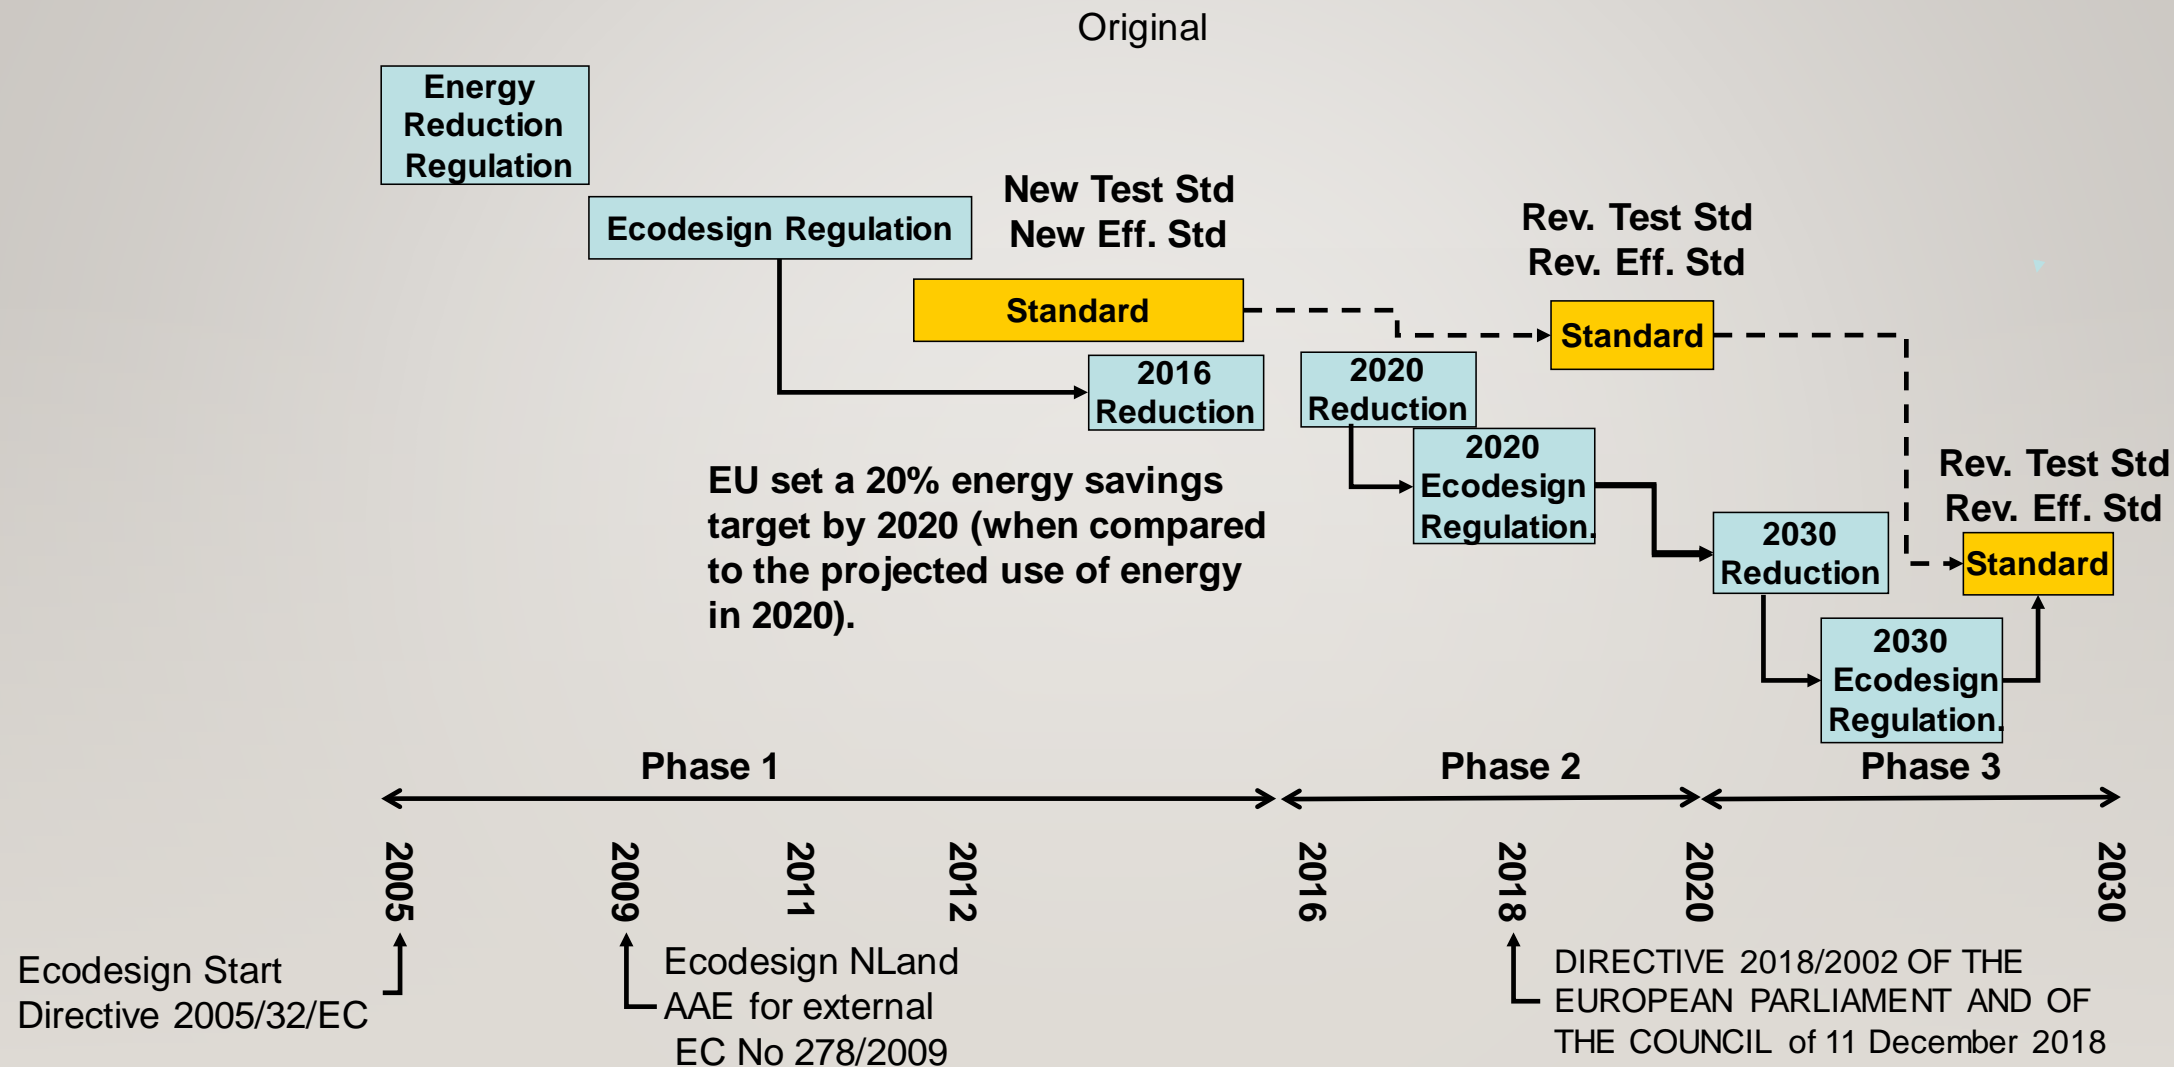 Original
Energy
Reduction
Regulation
Ecodesign Regulation
New Test Std
New Eff. Std
Standard
Rev. Test Std
Rev. Eff. Std
Standard
2016
Reduction
2020
Reduction
2020
Ecodesign
Regulation.
EU set a 20% energy savings
target by 2020 (when compared
to the projected use of energy
in 2020).
Rev. Test Std
Rev. Eff. Std
Standard
2030
Reduction
2030
Ecodesign
Regulation.
Phase 1
Phase 2
Phase 3
2005
2009
2011
2012
2016
2018
2020
2030
Ecodesign Start
Directive 2005/32/EC
Ecodesign NLand
AAE for external
EC No 278/2009
DIRECTIVE 2018/2002 OF THE
EUROPEAN PARLIAMENT AND OF
THE COUNCIL of 11 December 2018